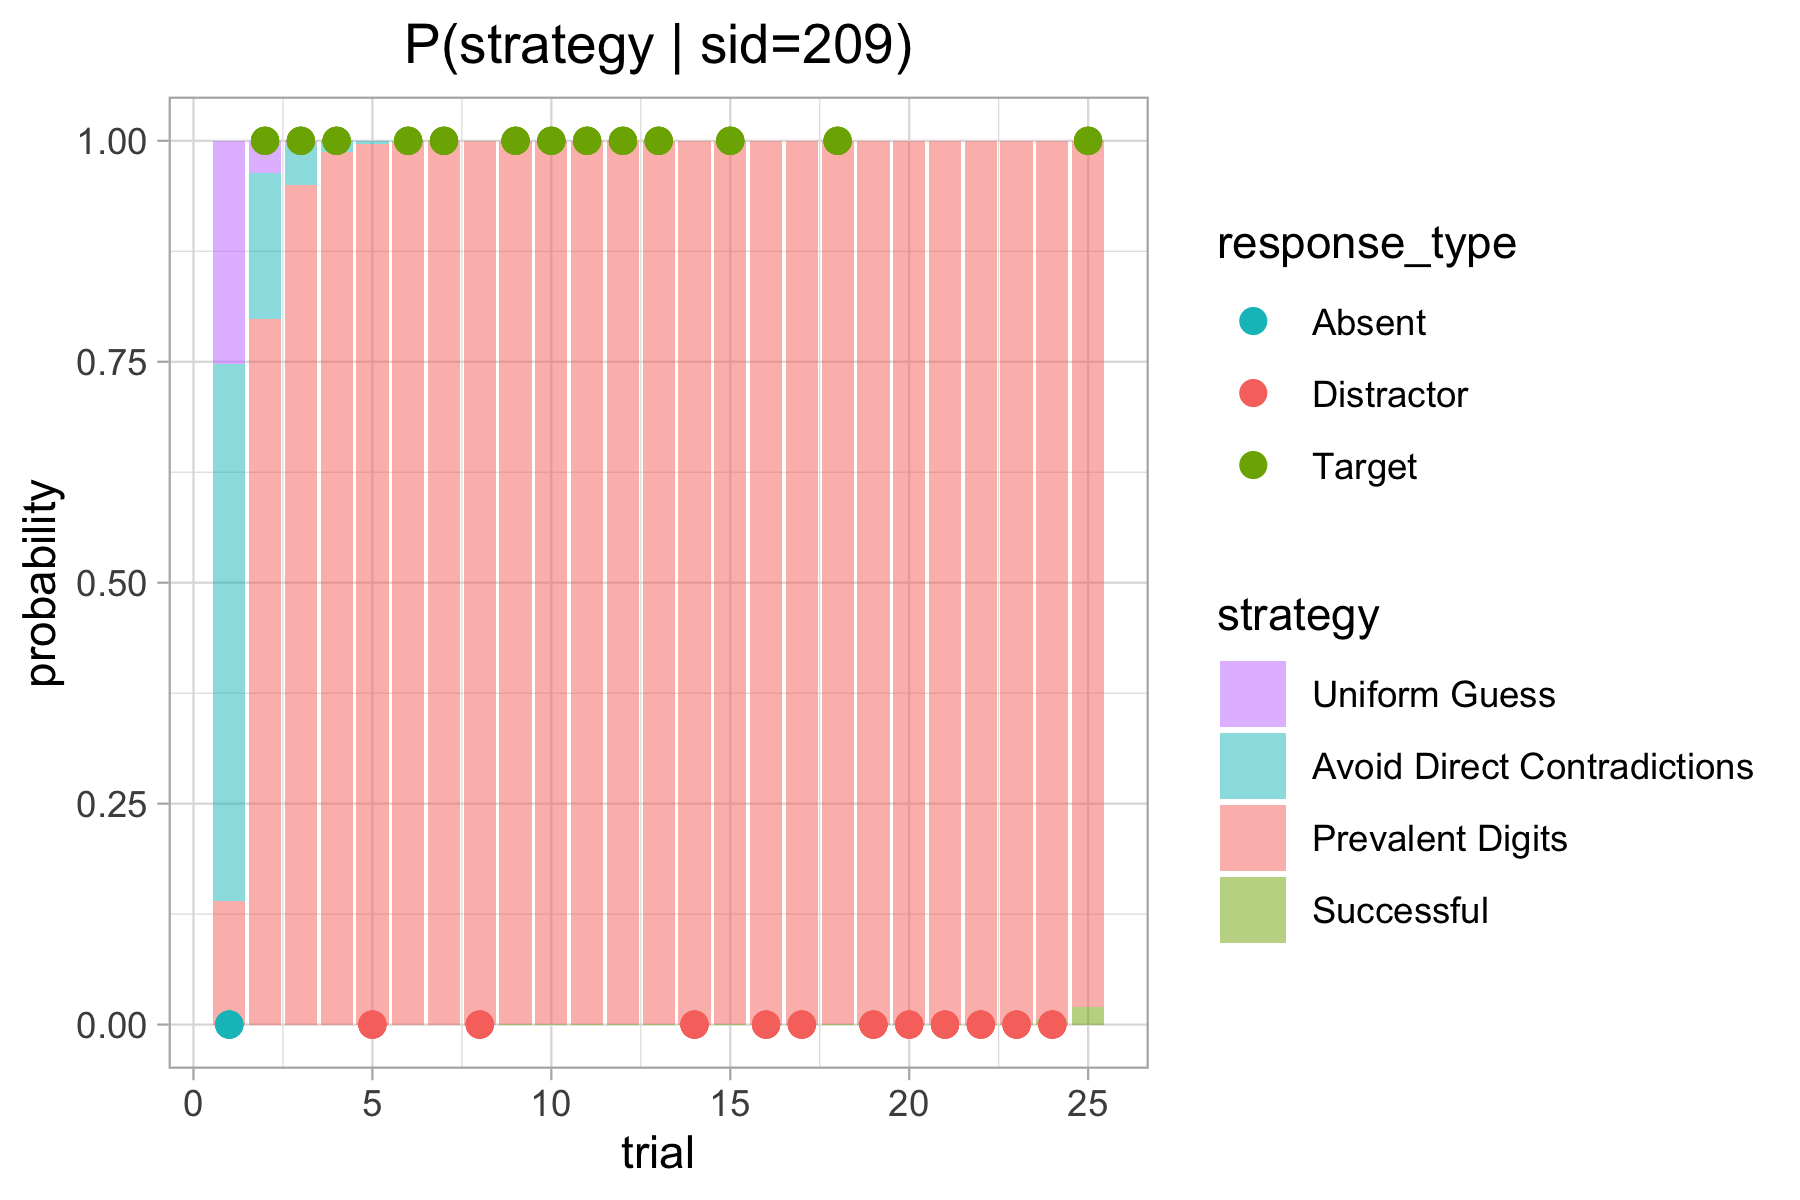 P(strategy | sid=209)
1.00
0.75
0.50
0.25
0.00
probability
0 5 10 15 20 25
trial
response_type
Absent
Distractor
Target
strategy
Uniform Guess
Avoid Direct Contradictions
Prevalent Digits
Successful